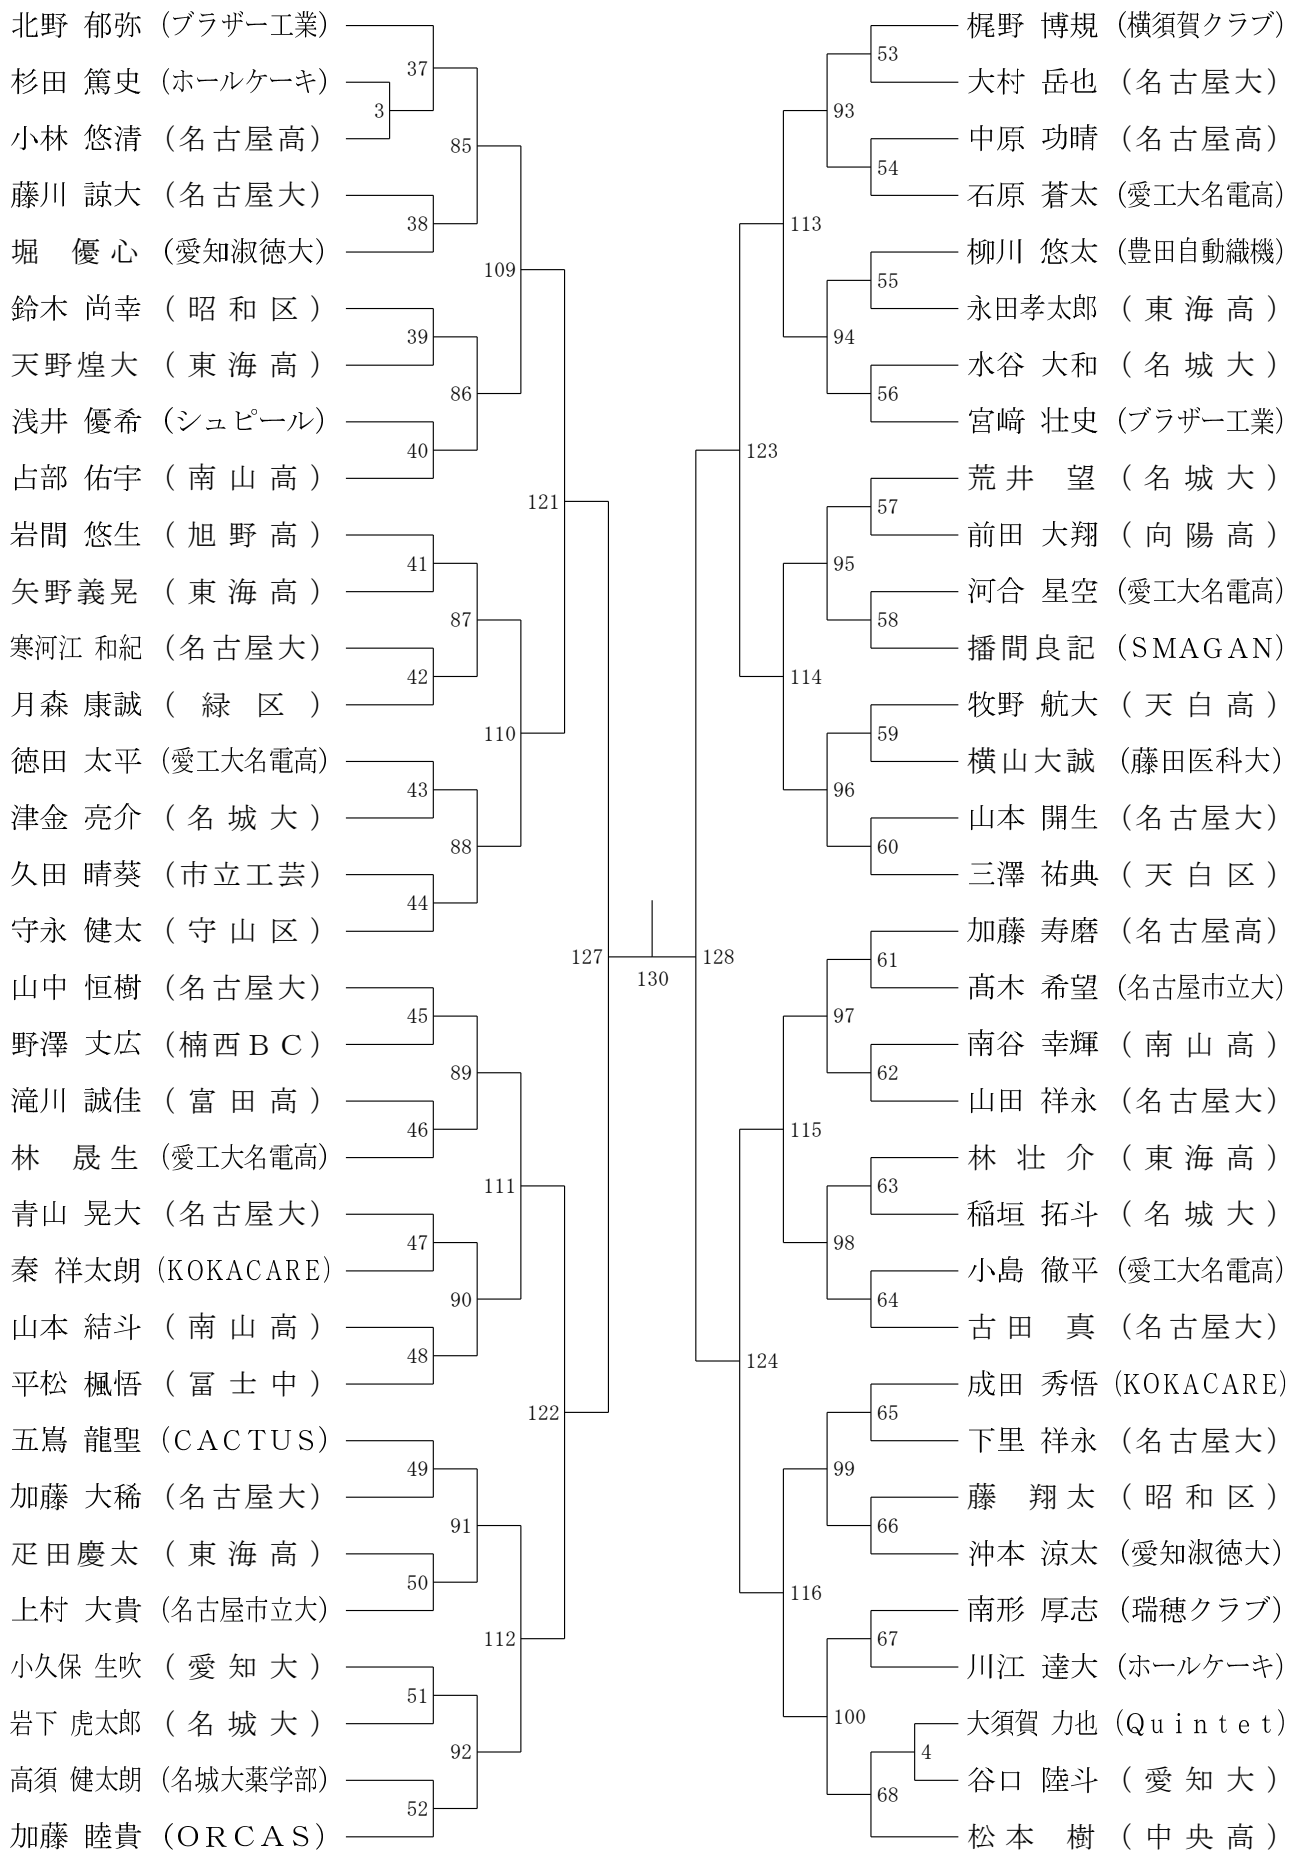 北野 郁弥 (ブラザー工業)
杉田 篤史 (ホールケーキ)
小林 悠清 (名古屋高)
藤川 諒大 (名古屋大)
堀 優心 (愛知淑徳大)
鈴木 尚幸 (昭和区)
天野煌大 (東海高)
浅井 優希 (シュピール)
占部 佑宇 (南山高)
岩間 悠生 (旭野高)
矢野義晃 (東海高)
寒河江 和紀 (名古屋大)
月森 康誠 (緑区)
徳田 太平 (愛工大名電高)
津金 亮介 (名城大)
久田 晴葵 (市立工芸)
守永 健太 (守山区)
山中 恒樹 (名古屋大)
野澤 丈広 (楠西BC)
滝川 誠佳 (富田高)
林 晟生 (愛工大名電高)
青山 晃大 (名古屋大)
秦 祥太朗 (KOKACARE)
山本 結斗 (南山高)
平松 楓悟 (冨士中)
五嶌 龍聖 (CACTUS)
加藤 大稀 (名古屋大)
疋田慶太 (東海高)
上村 大貴 (名古屋市立大)
小久保 生吹 (愛知大)
岩下 虎太郎 (名城大)
高須 健太朗 (名城大薬学部)
加藤 睦貴 (ORCAS)
3
37
38
39
40
41
42
43
44
45
46
47
48
49
50
51
52
85
86
87
88
89
90
91
92
109
110
111
112
121
122
127
130
128
123
124
113
114
115
116
93
94
95
96
97
98
99
100
53
54
55
56
57
58
59
60
61
62
63
64
65
66
67
68
4
梶野 博規 (横須賀クラブ)
大村 岳也 (名古屋大)
中原 功晴 (名古屋高)
石原 蒼太 (愛工大名電高)
柳川 悠太 (豊田自動織機)
永田孝太郎 (東海高)
水谷 大和 (名城大)
宮﨑 壮史 (ブラザー工業)
荒井 望 (名城大)
前田 大翔 (向陽高)
河合 星空 (愛工大名電高)
播間良記 (SMAGAN)
牧野 航大 (天白高)
横山大誠 (藤田医科大)
山本 開生 (名古屋大)
三澤 祐典 (天白区)
加藤 寿磨 (名古屋高)
髙木 希望 (名古屋市立大)
南谷 幸輝 (南山高)
山田 祥永 (名古屋大)
林 壮介 (東海高)
稲垣 拓斗 (名城大)
小島 徹平 (愛工大名電高)
古田 真 (名古屋大)
成田 秀悟 (KOKACARE)
下里 祥永 (名古屋大)
藤 翔太 (昭和区)
沖本 涼太 (愛知淑徳大)
南形 厚志 (瑞穂クラブ)
川江 達大 (ホールケーキ)
大須賀 力也 (Quintet)
谷口 陸斗 (愛知大)
松本 樹 (中央高)